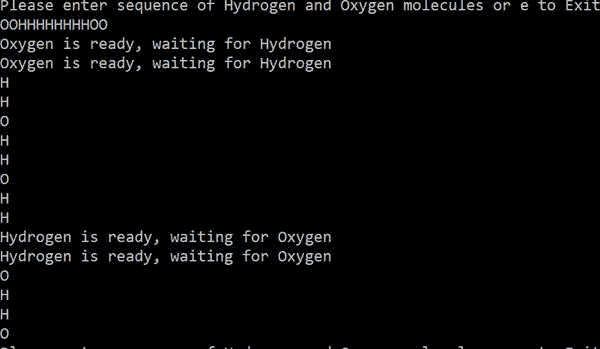 Please enter sequence of Hydrogen and Oxygen molecules or e to Exit
OOHHHHHHHHOO
Oxygen is ready, waiting for Hydrogen
Oxygen is ready, waiting for Hydrogen
H
H
O
H
H
O
H
H
Hydrogen is ready, waiting for Oxygen
Hydrogen is ready, waiting for Oxygen
O
H
H
O